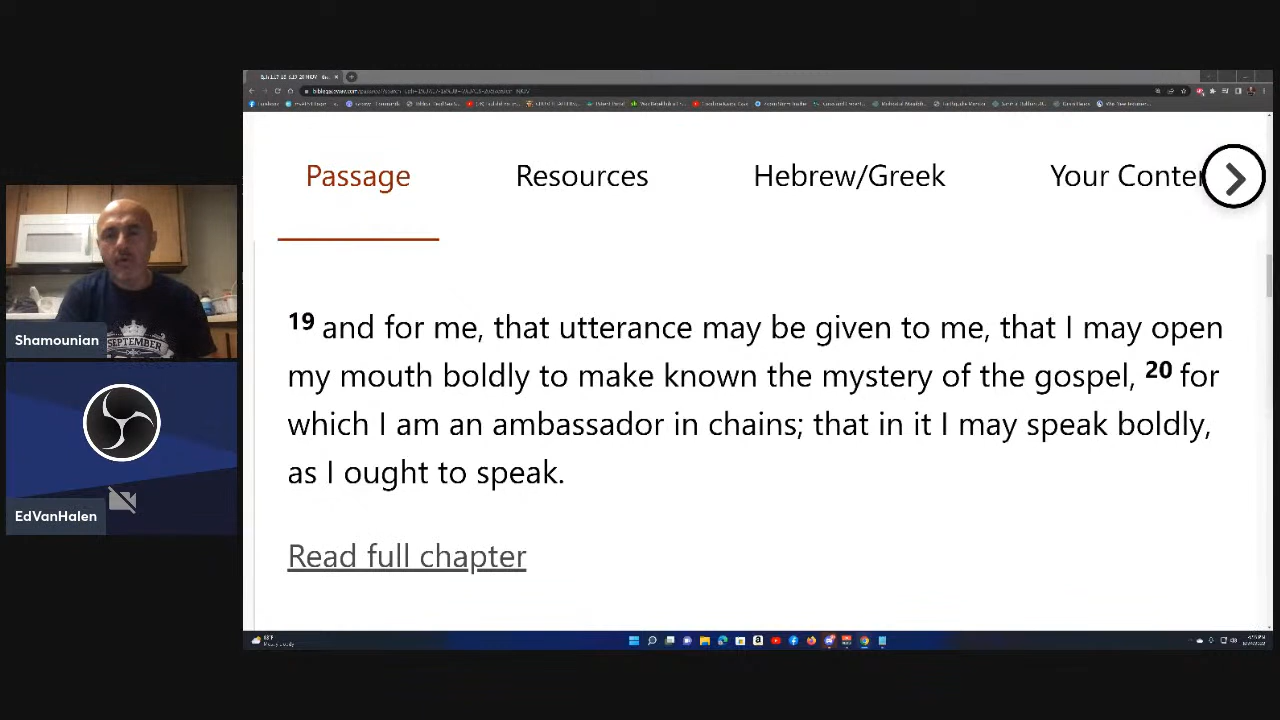 Passage
Resources
Hebrew/Greek
Your Conten
19 and for me, that utterance may be given to me, that I may open
my mouth boldly to make known the mystery of the gospel, 20 for
which I am an ambassador in chains; that in it I may speak boldly,
as I ought to speak.
Read full chapter
Shamounian
SEPTEMBER
EdVanHalen